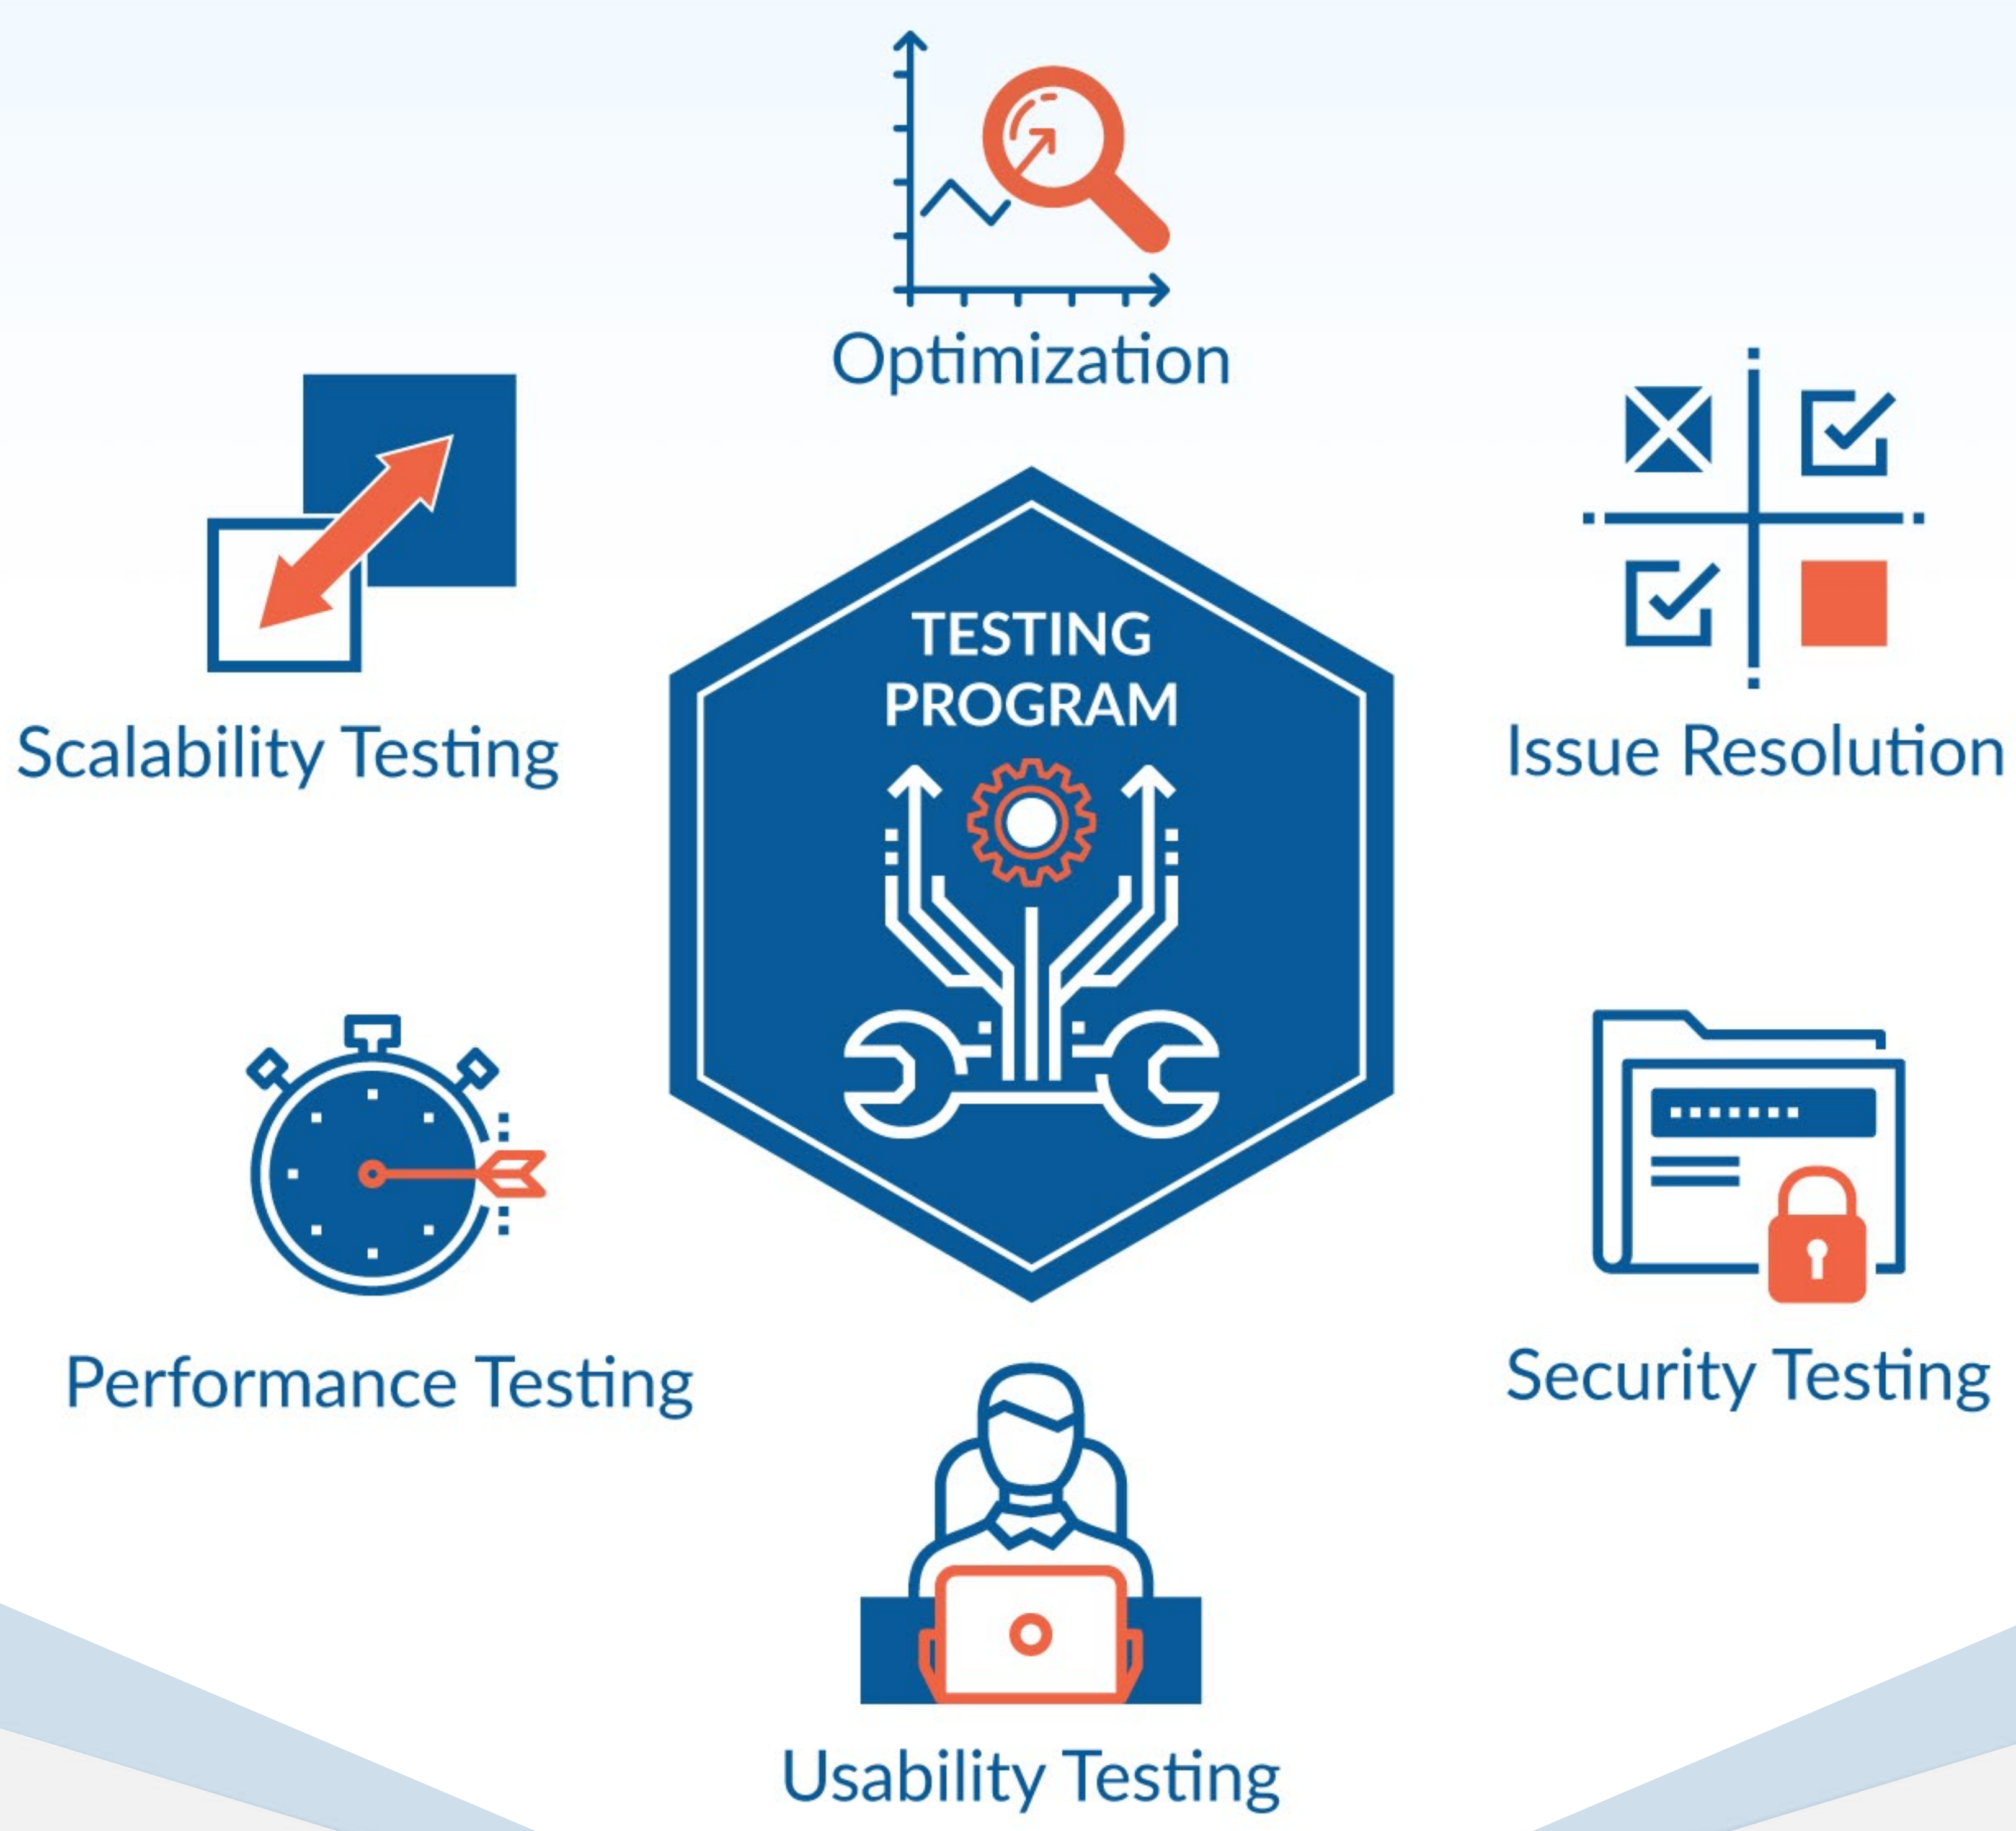 Optimization
Scalability Testing
Issue Resolution
TESTING
PROGRAM
Performance Testing
Security Testing
Usability Testing